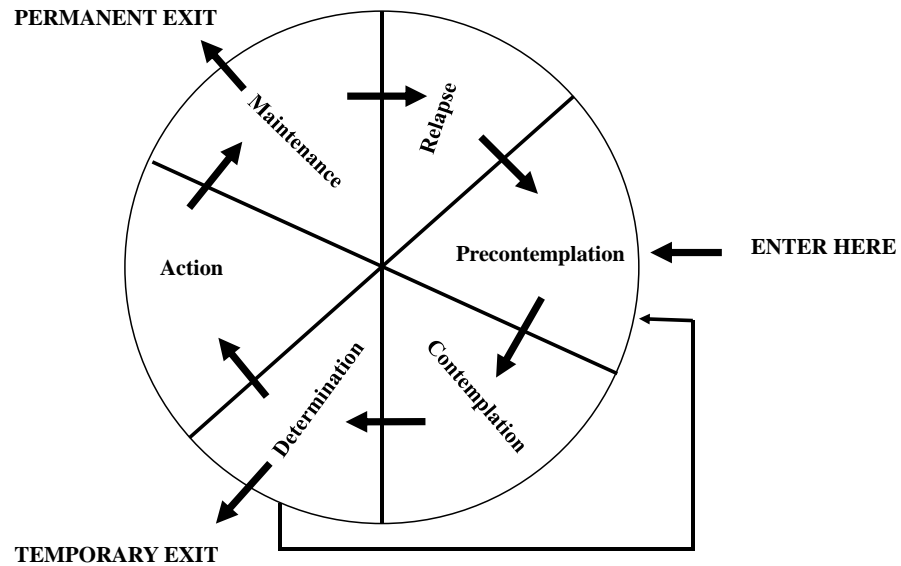 PERMANENT EXIT
Maintenance
Relapse
Action
Precontemplation
ENTER HERE
Determination
Contemplation
TEMPORARY EXIT